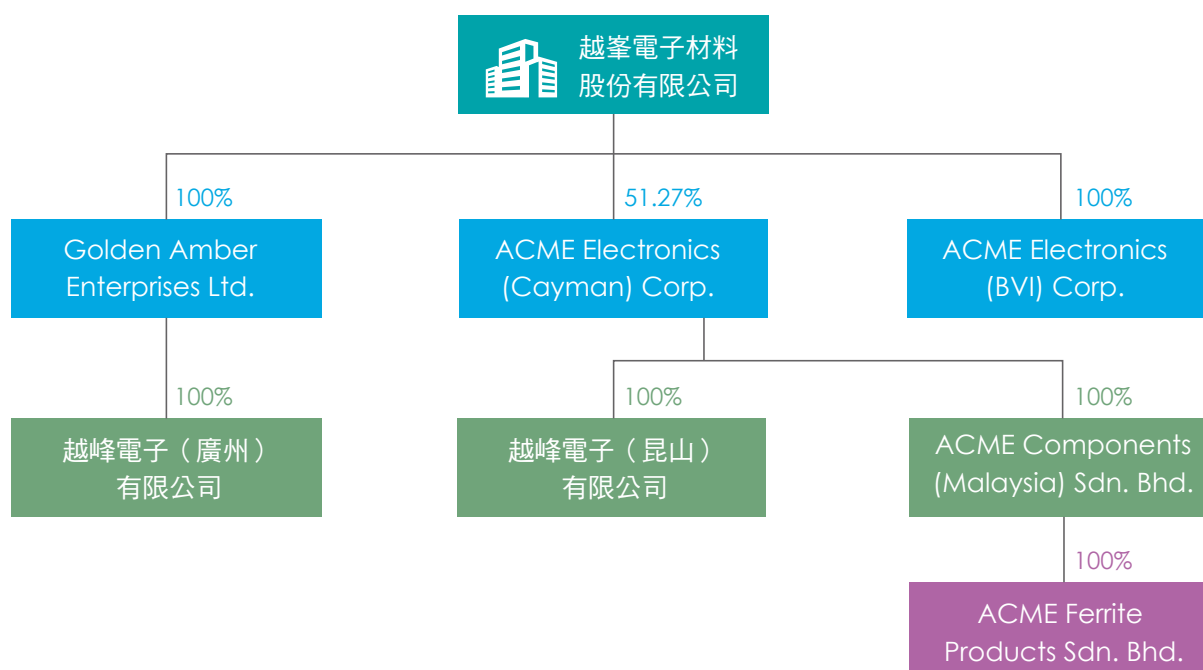 越峯電子材料
股份有限公司
100%
51.27%
100%
Golden Amber
Enterprises Ltd.
ACME Electronics
(Cayman) Corp.
ACME Electronics
(BVI) Corp.
100%
100%
100%
越峰電子（廣州）
有限公司
越峰電子（昆山）
有限公司
ACME Components
(Malaysia) Sdn. Bhd.
100%
ACME Ferrite
Products Sdn. Bhd.